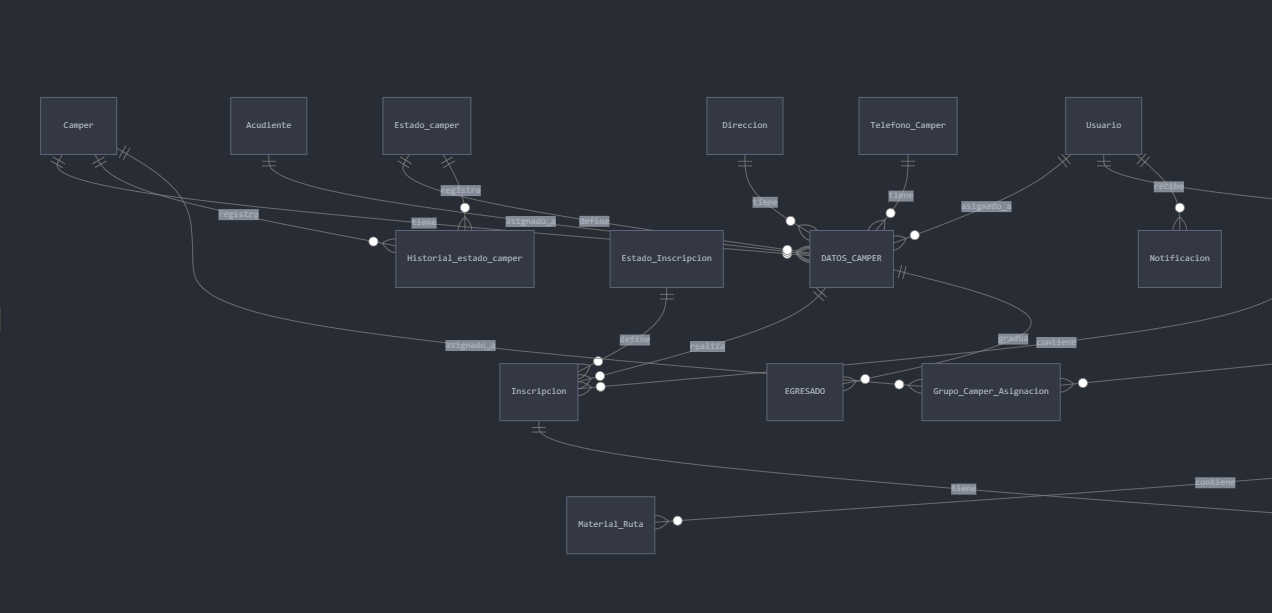 Camper
Acudiente
Estado_camper
Direccion
Telefono_Camper
Usuario
registra
tiene
tiene
recibe
asignado_a
registra
tiene
asignado_a
define
Historial_estado_camper
Estado_Inscripcion
DATOS_CAMPER
Notificacion
define
realiza
gradua
contiene
asignado_a
Inscripcion
EGRESADO
Grupo_Camper_Asignacion
tiene
contiene
Material_Ruta